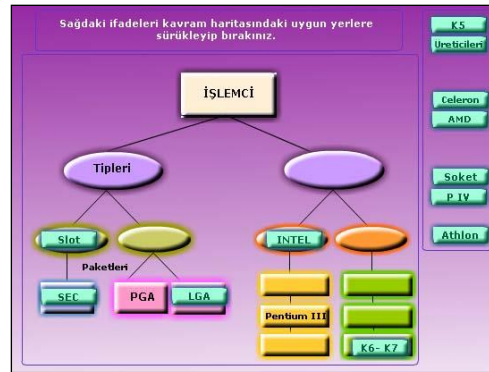 Sağdaki ifadeleri kavram haritasındaki uygun yerlere
sürükleyip bırakınız.
K5
Ureticileri
İŞLEMCİ
Celeron
AMD
Tipleri
Soket
P IV
Slot
INTEL
Athlon
Paketleri
SEC
PGA
LGA
Pentium III
K6- K7